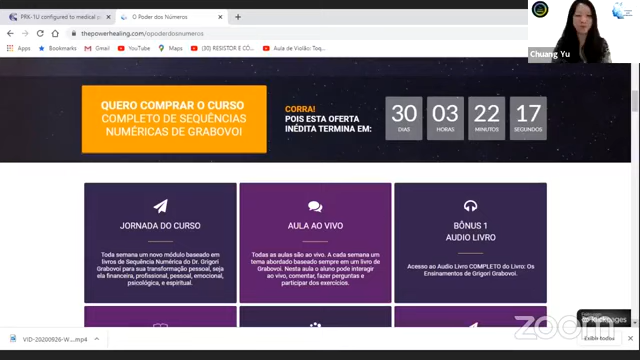 PRK-1U configured to medical p
O Poder dos Números
thepowerhealing.com/opoderdosnumeros
Apps
Bookmarks
Gmail
YouTube
Maps
(30) RESISTOR E CÓ...
YouTube
Aula de Violão: Toq...
Chuang Yu
QUERO COMPRAR O CURSO
COMPLETO DE SEQUÊNCIAS
NUMÉRICAS DE GRABOVOI
CORRA!
POIS ESTA OFERTA
INÉDITA TERMINA EM:
30 03 22 17
DIAS HORAS MINUTOS SEGUNDOS
JORNADA DO CURSO
Toda semana um novo módulo baseado em
livros de Sequência Numérica do Dr. Grigori
Grabovoi para sua transformação pessoal, seja
ela financeira, profissional, pessoal, emocional,
psicológica, e espiritual.
AULA AO VIVO
Todas as aulas são ao vivo. A cada semana um
tema abordado baseado sempre em um livro de
Grabovoi. Nesta aula o aluno pode interagir
ao vivo, comentar, fazer perguntas e
participar dos exercícios.
BÔNUS 1
AUDIO LIVRO
Acesso ao Audio Livro COMPLETO do Livro: Os
Ensinamentos de Grigori Grabovoi.
klickpages
zoom
VID-20200926-W....mp4
Exibir todos